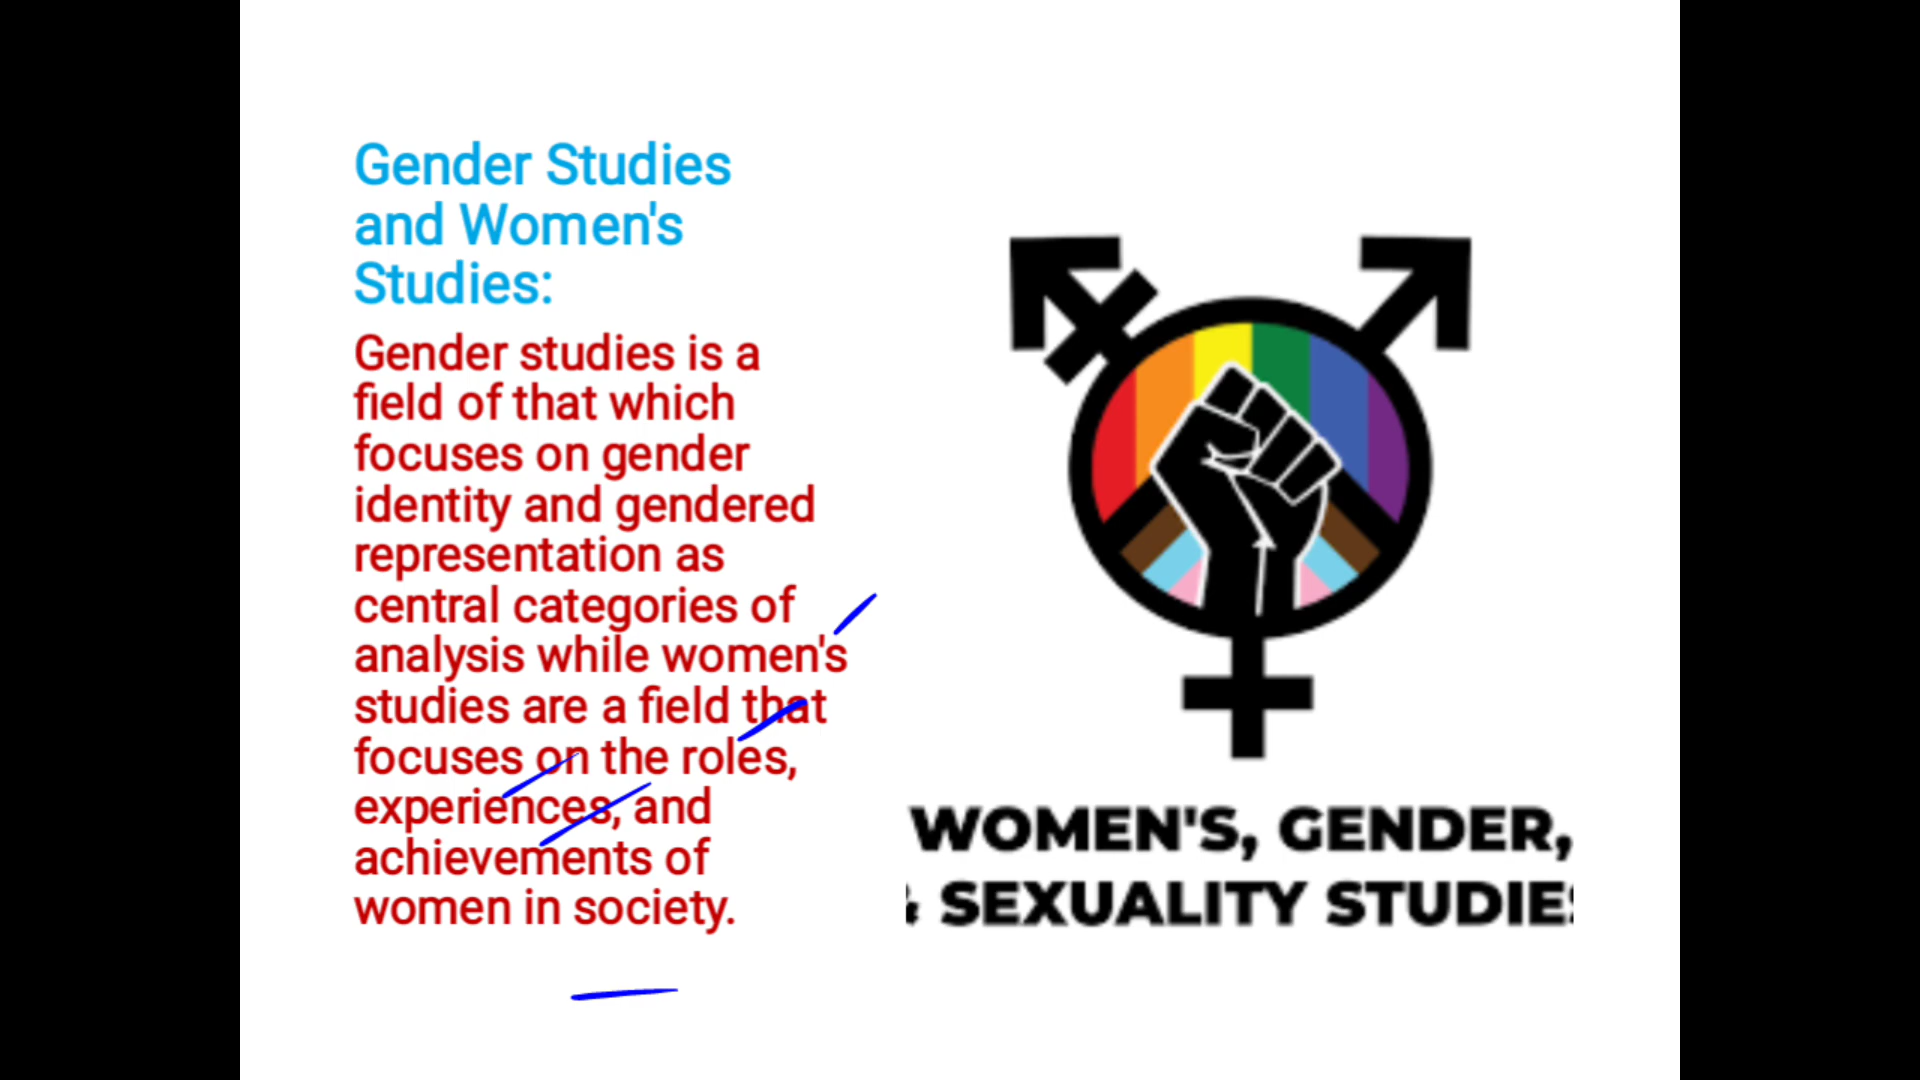 Gender Studies
and Women's
Studies:
Gender studies is a
field of that which
focuses on gender
identity and gendered
representation as
central categories of
analysis while women's
studies are a field that
focuses on the roles,
experiences, and
achievements of
women in society.
WOMEN'S, GENDER,
& SEXUALITY STUDIES